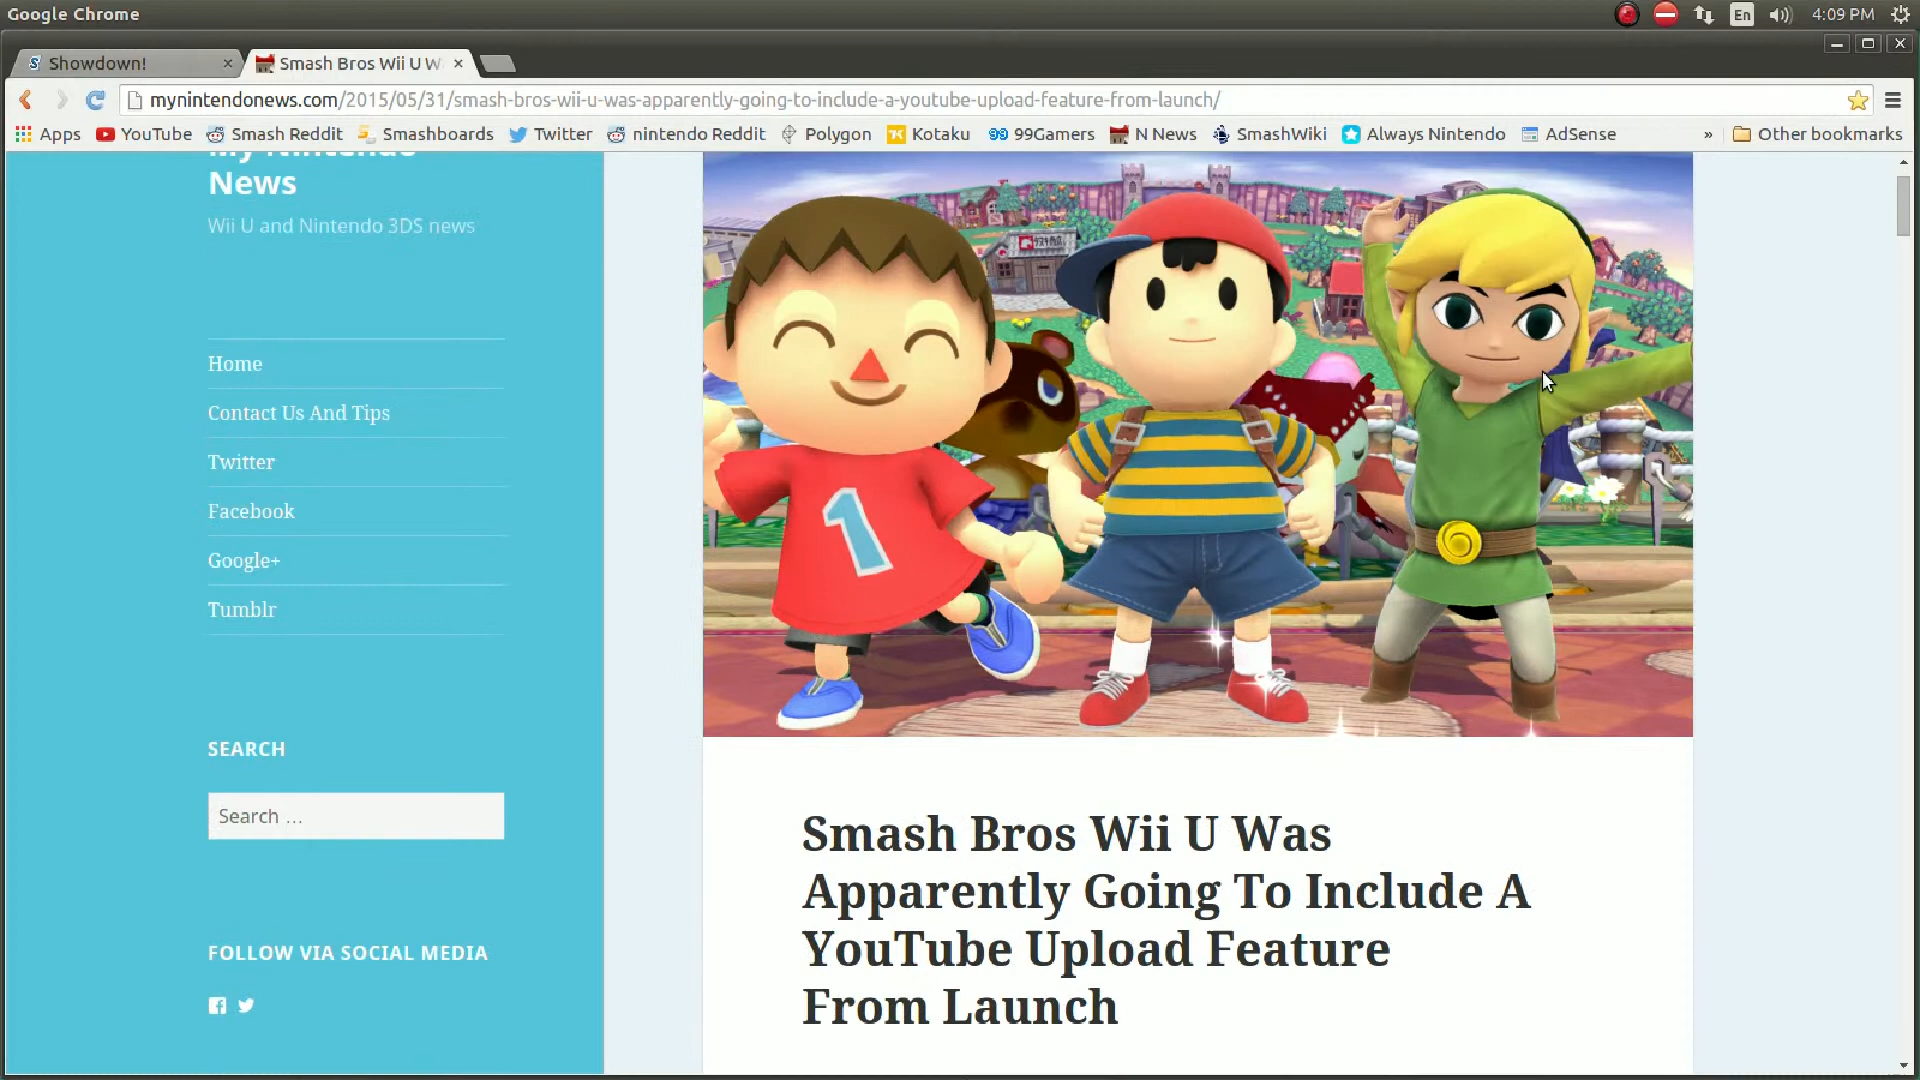 Google Chrome
En
4:09 PM
Showdown!
Smash Bros Wii U W
mynintendonews.com/2015/05/31/smash-bros-wii-u-was-apparently-going-to-include-a-youtube-upload-feature-from-launch/
Apps YouTube Smash Reddit Smashboards Twitter nintendo Reddit Polygon Kotaku 99Gamers N News SmashWiki Always Nintendo AdSense » Other bookmarks
My Nintendo
News
Wii U and Nintendo 3DS news
Home
Contact Us And Tips
Twitter
Facebook
Google+
Tumblr
SEARCH
Search ...
FOLLOW VIA SOCIAL MEDIA
1
Smash Bros Wii U Was
Apparently Going To Include A
YouTube Upload Feature
From Launch